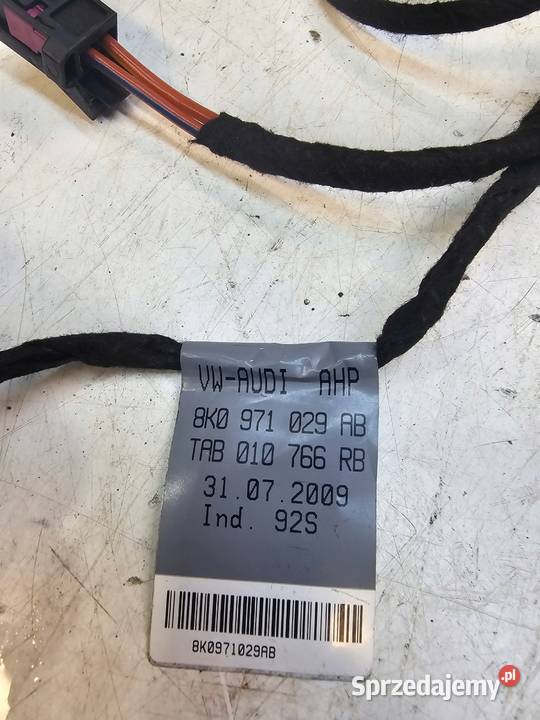 VW-AUDI AHP
8K0 971 029 AB
TAB 010 766 RB
31.07.2009
Ind. 92S
8K0971029AB
Sprzedajemy.pl